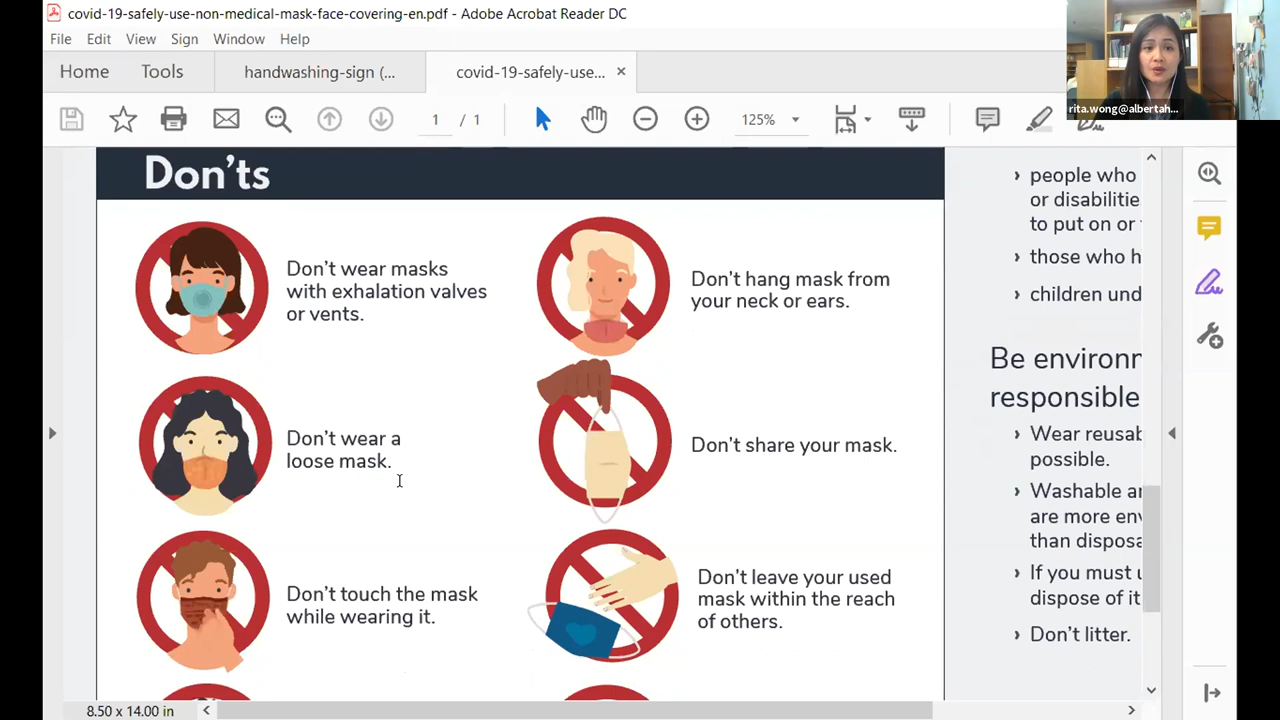 covid-19-safely-use-non-medical-mask-face-covering-en.pdf - Adobe Acrobat Reader DC
File Edit View Sign Window Help
Home Tools handwashing-sign (... covid-19-safely-use... ×
1 / 1 125%
rita.wong@albertah...
Don'ts
Don't wear masks
with exhalation valves
or vents.
Don't hang mask from
your neck or ears.
Don't wear a
loose mask.
Don't share your mask.
Don't touch the mask
while wearing it.
Don't leave your used
mask within the reach
of others.
› people who
or disabilitie
to put on or
› those who h
› children und
Be environm
responsible
› Wear reusab
possible.
› Washable an
are more env
than disposa
› If you must u
dispose of it
› Don't litter.
8.50 x 14.00 in